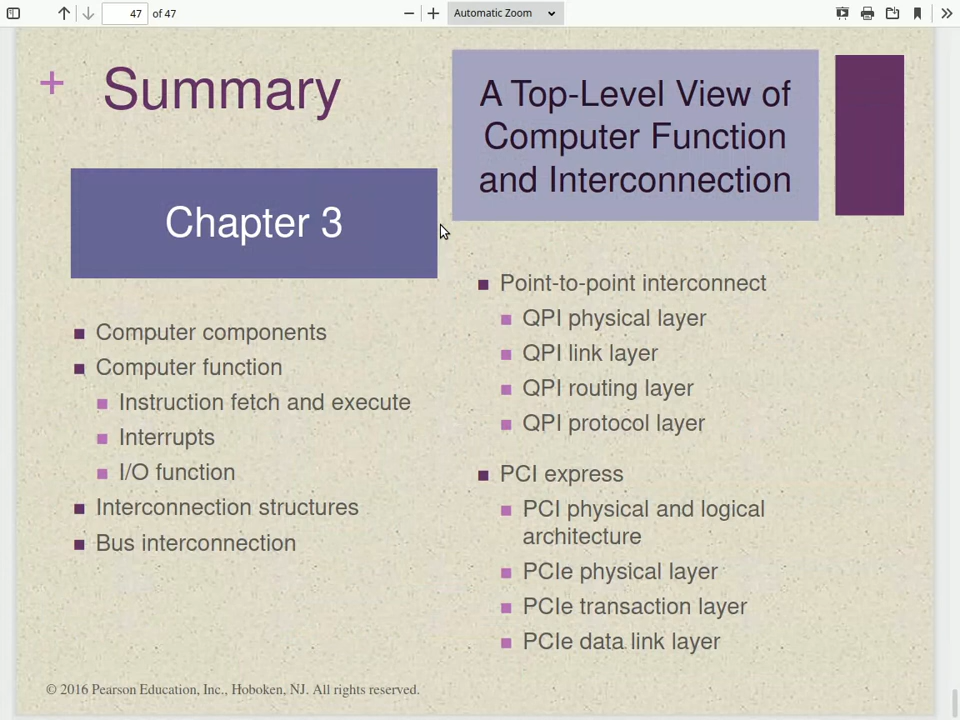 47 of 47
Automatic Zoom
+ Summary
A Top-Level View of
Computer Function
and Interconnection
Chapter 3
■ Computer components
■ Computer function
■ Instruction fetch and execute
■ Interrupts
■ I/O function
■ Interconnection structures
■ Bus interconnection
■ Point-to-point interconnect
■ QPI physical layer
■ QPI link layer
■ QPI routing layer
■ QPI protocol layer
■ PCI express
■ PCI physical and logical
architecture
■ PCIe physical layer
■ PCIe transaction layer
■ PCIe data link layer
© 2016 Pearson Education, Inc., Hoboken, NJ. All rights reserved.